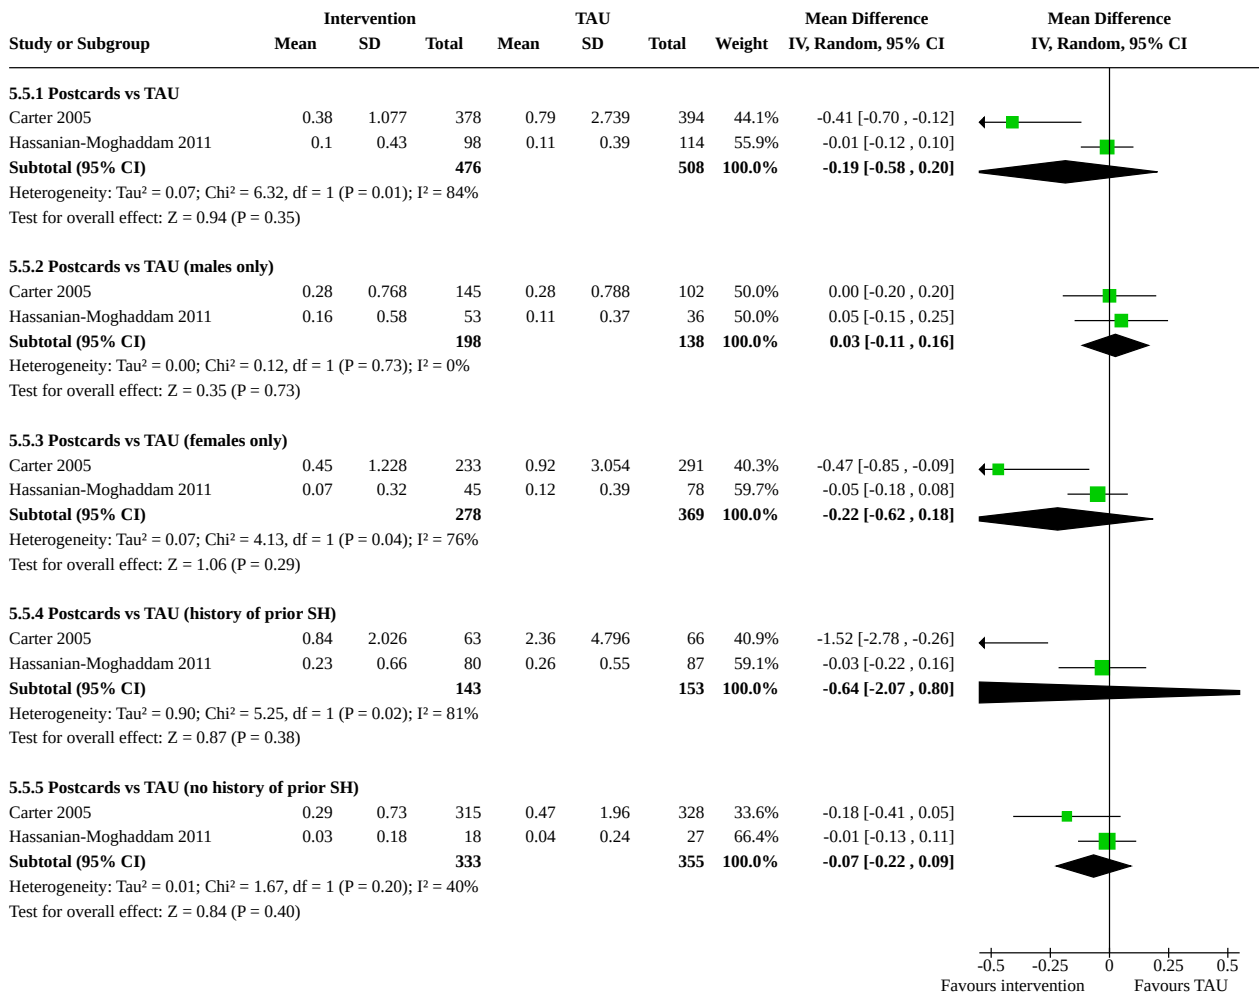 Intervention TAU Mean Difference Mean Difference
Study or Subgroup Mean SD Total Mean SD Total Weight IV, Random, 95% CI IV, Random, 95% CI
5.5.1 Postcards vs TAU
Carter 2005 0.38 1.077 378 0.79 2.739 394 44.1% -0.41 [-0.70 , -0.12]
Hassanian-Moghaddam 2011 0.1 0.43 98 0.11 0.39 114 55.9% -0.01 [-0.12 , 0.10]
Subtotal (95% CI) 476 508 100.0% -0.19 [-0.58 , 0.20]
Heterogeneity: Tau² = 0.07; Chi² = 6.32, df = 1 (P = 0.01); I² = 84%
Test for overall effect: Z = 0.94 (P = 0.35)
5.5.2 Postcards vs TAU (males only)
Carter 2005 0.28 0.768 145 0.28 0.788 102 50.0% 0.00 [-0.20 , 0.20]
Hassanian-Moghaddam 2011 0.16 0.58 53 0.11 0.37 36 50.0% 0.05 [-0.15 , 0.25]
Subtotal (95% CI) 198 138 100.0% 0.03 [-0.11 , 0.16]
Heterogeneity: Tau² = 0.00; Chi² = 0.12, df = 1 (P = 0.73); I² = 0%
Test for overall effect: Z = 0.35 (P = 0.73)
5.5.3 Postcards vs TAU (females only)
Carter 2005 0.45 1.228 233 0.92 3.054 291 40.3% -0.47 [-0.85 , -0.09]
Hassanian-Moghaddam 2011 0.07 0.32 45 0.12 0.39 78 59.7% -0.05 [-0.18 , 0.08]
Subtotal (95% CI) 278 369 100.0% -0.22 [-0.62 , 0.18]
Heterogeneity: Tau² = 0.07; Chi² = 4.13, df = 1 (P = 0.04); I² = 76%
Test for overall effect: Z = 1.06 (P = 0.29)
5.5.4 Postcards vs TAU (history of prior SH)
Carter 2005 0.84 2.026 63 2.36 4.796 66 40.9% -1.52 [-2.78 , -0.26]
Hassanian-Moghaddam 2011 0.23 0.66 80 0.26 0.55 87 59.1% -0.03 [-0.22 , 0.16]
Subtotal (95% CI) 143 153 100.0% -0.64 [-2.07 , 0.80]
Heterogeneity: Tau² = 0.90; Chi² = 5.25, df = 1 (P = 0.02); I² = 81%
Test for overall effect: Z = 0.87 (P = 0.38)
5.5.5 Postcards vs TAU (no history of prior SH)
Carter 2005 0.29 0.73 315 0.47 1.96 328 33.6% -0.18 [-0.41 , 0.05]
Hassanian-Moghaddam 2011 0.03 0.18 18 0.04 0.24 27 66.4% -0.01 [-0.13 , 0.11]
Subtotal (95% CI) 333 355 100.0% -0.07 [-0.22 , 0.09]
Heterogeneity: Tau² = 0.01; Chi² = 1.67, df = 1 (P = 0.20); I² = 40%
Test for overall effect: Z = 0.84 (P = 0.40)
-0.5 -0.25 0 0.25 0.5
Favours intervention Favours TAU